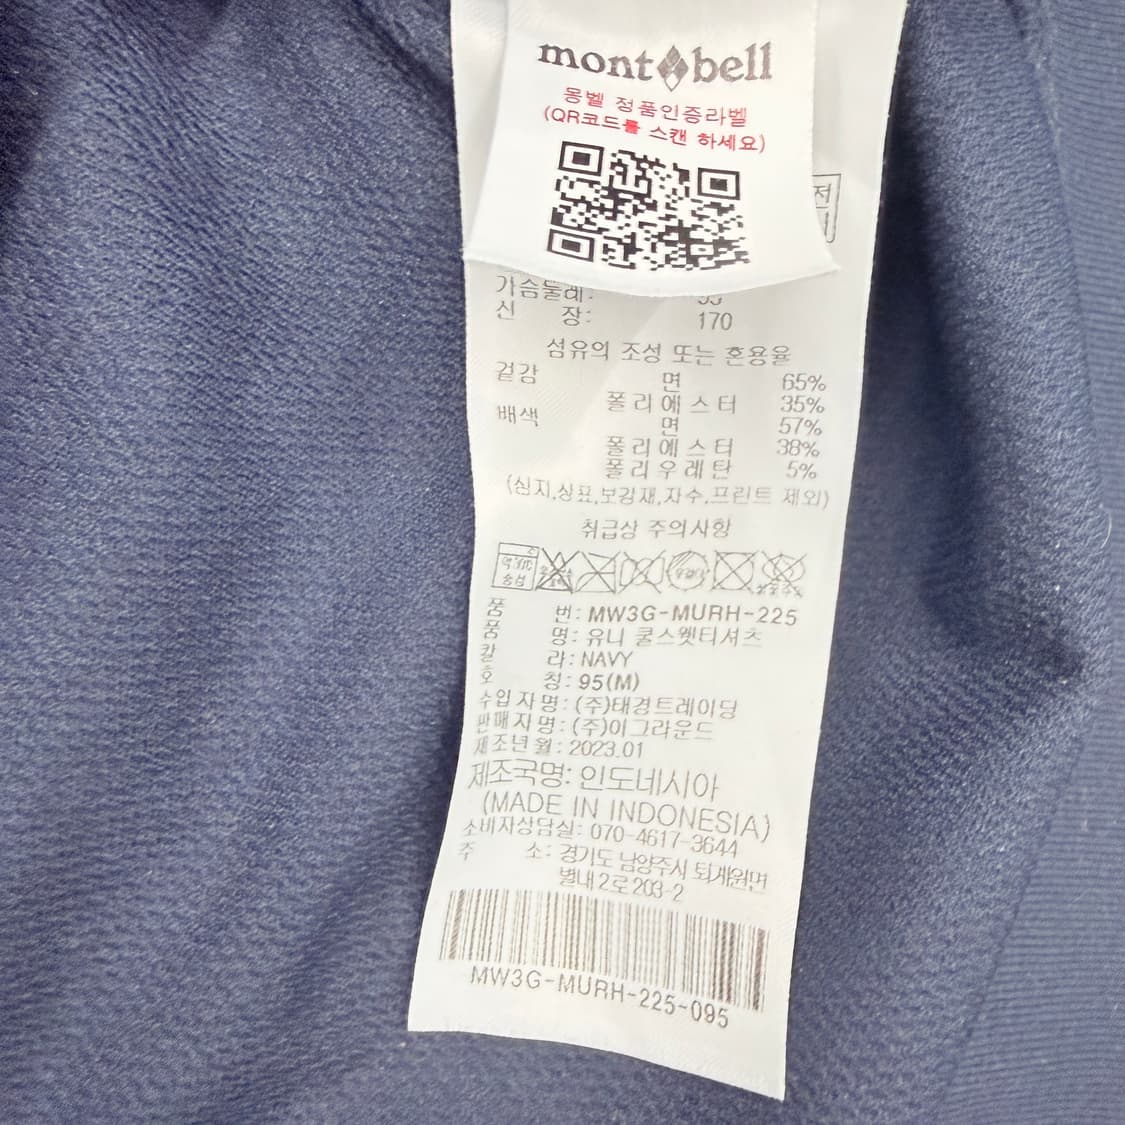 mont bell
몽벨 정품인증라벨
(QR코드를 스캔 하세요)
전
가슴둘레: 95
신 장: 170
섬유의 조성 또는 혼용율
겉감 면 65%
폴리에스터 35%
배색 면 57%
폴리에스터 38%
폴리우레탄 5%
(심지,상표,보강재,자수,프린트 제외)
취급상 주의사항
중성
품 번: MW3G-MURH-225
품 명: 유니 쿨스웻티셔츠
칼 라: NAVY
호 칭: 95(M)
수입자명: (주)태경트레이딩
판매자명: (주)이그라운드
제조년월: 2023.01
제조국명: 인도네시아
(MADE IN INDONESIA)
소비자상담실: 070-4617-3644
주 소: 경기도 남양주시 퇴계원면
별내2로 203-2
MW3G-MURH-225-095